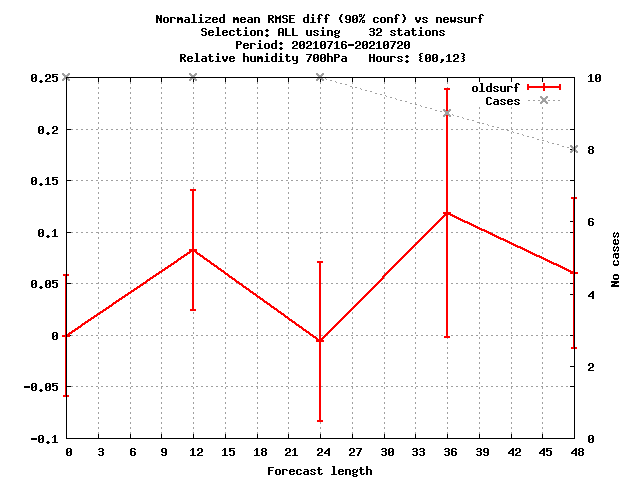 Normalized mean RMSE diff (90% conf) vs newsurf
Selection: ALL using    32 stations
Period: 20210716-20210720
Relative humidity 700hPa   Hours: {00,12}
oldsurf
Cases
0.25
0.2
0.15
0.1
0.05
0
-0.05
-0.1
10
8
6
4
2
0
No cases
0 3 6 9 12 15 18 21 24 27 30 33 36 39 42 45 48
Forecast length